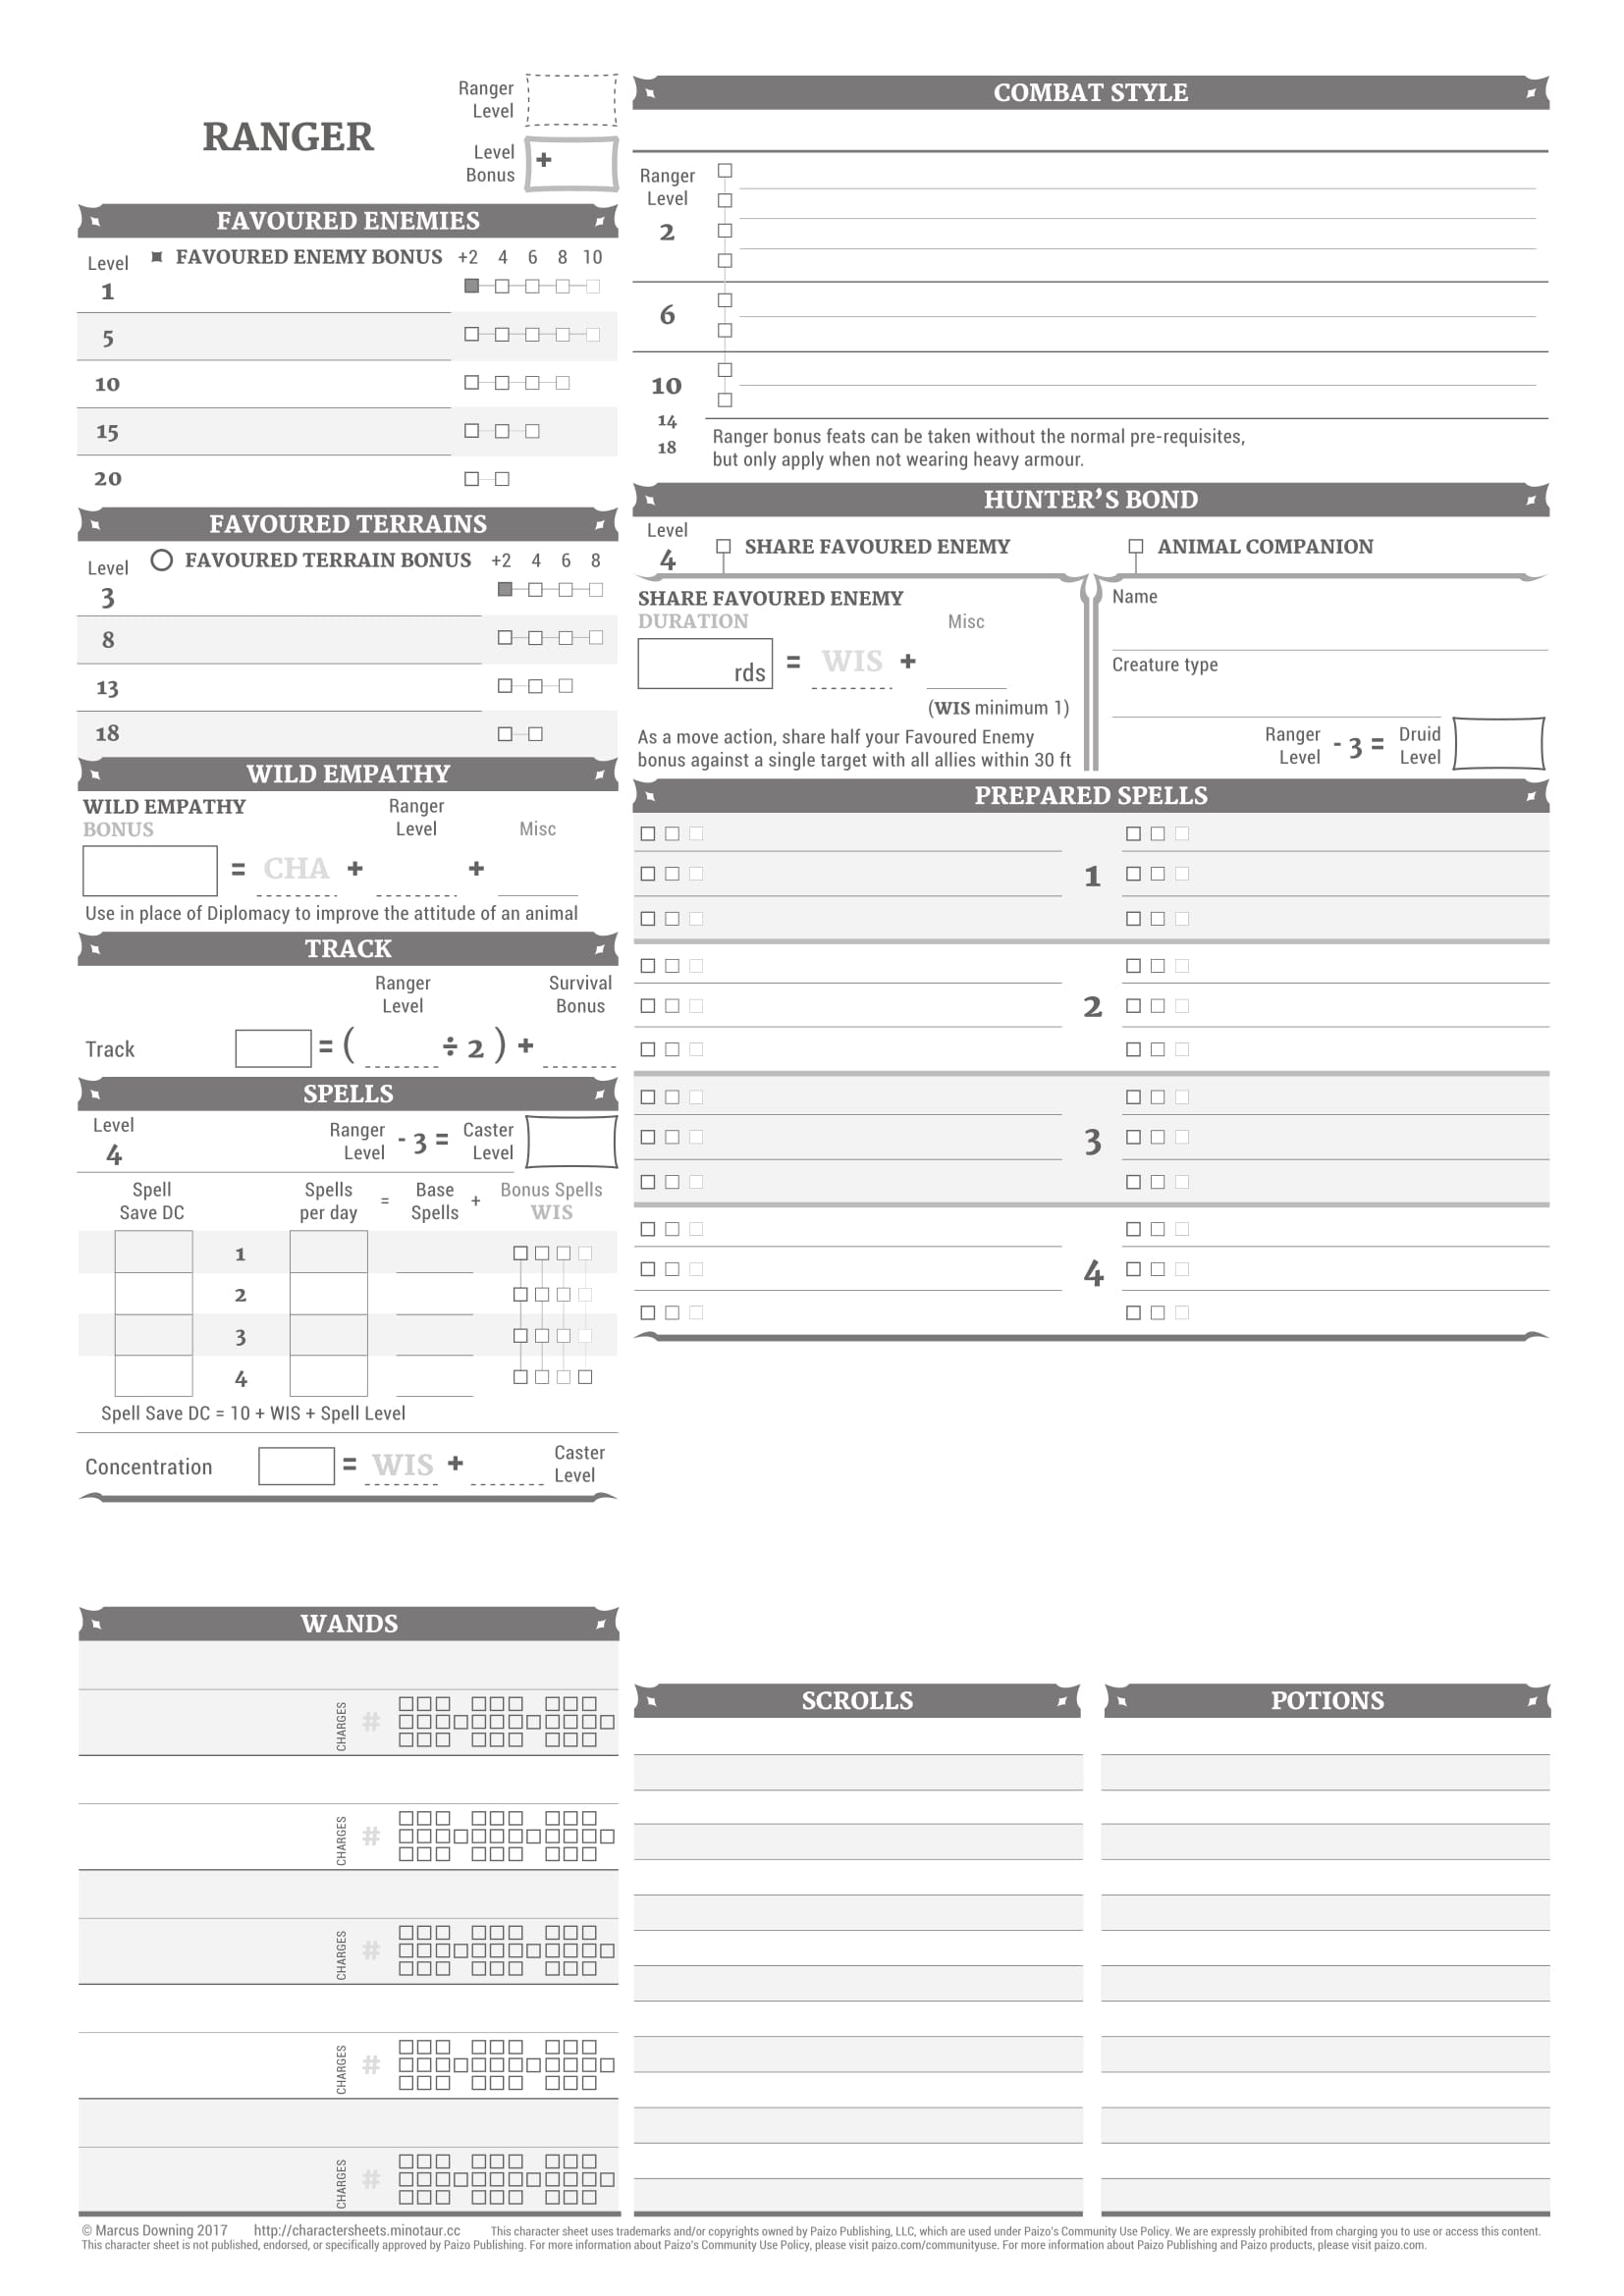 RANGER
Ranger
Level
Level
Bonus
+
FAVOURED ENEMIES
Level
FAVOURED ENEMY BONUS +2 4 6 8 10
1
5
10
15
20
FAVOURED TERRAINS
Level
FAVOURED TERRAIN BONUS +2 4 6 8
3
8
13
18
WILD EMPATHY
WILD EMPATHY
BONUS
Ranger
Level
Misc
= CHA + +
Use in place of Diplomacy to improve the attitude of an animal
TRACK
Ranger
Level
Survival
Bonus
Track = ( ÷ 2 ) +
SPELLS
Level
4
Ranger
Level
- 3 =
Caster
Level
Spell
Save DC
Spells
per day
=
Base
Spells
+
Bonus Spells
WIS
1
2
3
4
Spell Save DC = 10 + WIS + Spell Level
Concentration = WIS +
Caster
Level
COMBAT STYLE
Ranger
Level
2
6
10
14
18
Ranger bonus feats can be taken without the normal pre-requisites,
but only apply when not wearing heavy armour.
HUNTER'S BOND
Level
4
SHARE FAVOURED ENEMY
ANIMAL COMPANION
SHARE FAVOURED ENEMY
DURATION
Misc
rds = WIS +
(WIS minimum 1)
As a move action, share half your Favoured Enemy
bonus against a single target with all allies within 30 ft
Name
Creature type
Ranger
Level
- 3 =
Druid
Level
PREPARED SPELLS
1
2
3
4
WANDS
CHARGES #
CHARGES #
CHARGES #
CHARGES #
CHARGES #
SCROLLS
POTIONS
© Marcus Downing 2017 http://charactersheets.minotaur.cc This character sheet uses trademarks and/or copyrights owned by Paizo Publishing, LLC, which are used under Paizo's Community Use Policy. We are expressly prohibited from charging you to use or access this content.
This character sheet is not published, endorsed, or specifically approved by Paizo Publishing. For more information about Paizo's Community Use Policy, please visit paizo.com/communityuse. For more information about Paizo Publishing and Paizo products, please visit paizo.com.